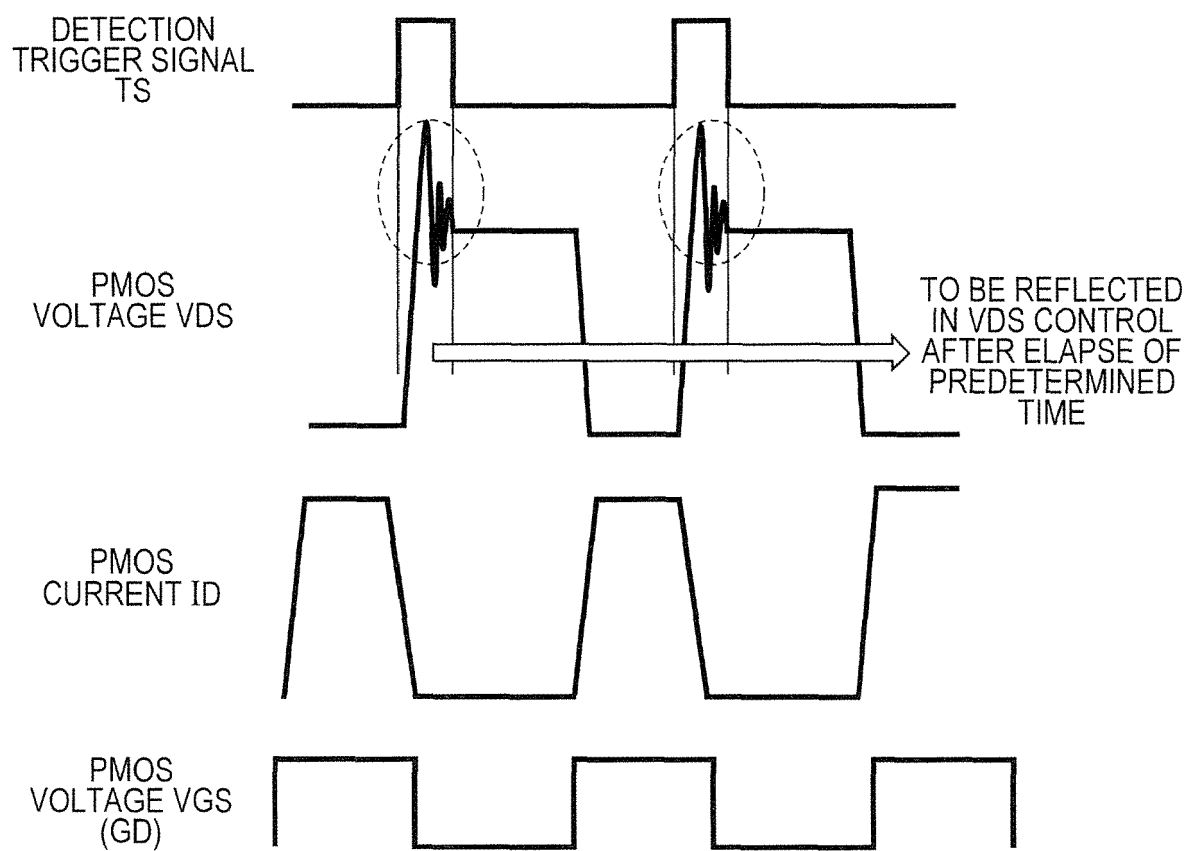 DETECTION
TRIGGER SIGNAL
TS
PMOS
VOLTAGE VDS
TO BE REFLECTED
IN VDS CONTROL
AFTER ELAPSE OF
PREDETERMINED
TIME
PMOS
CURRENT ID
PMOS
VOLTAGE VGS
(GD)